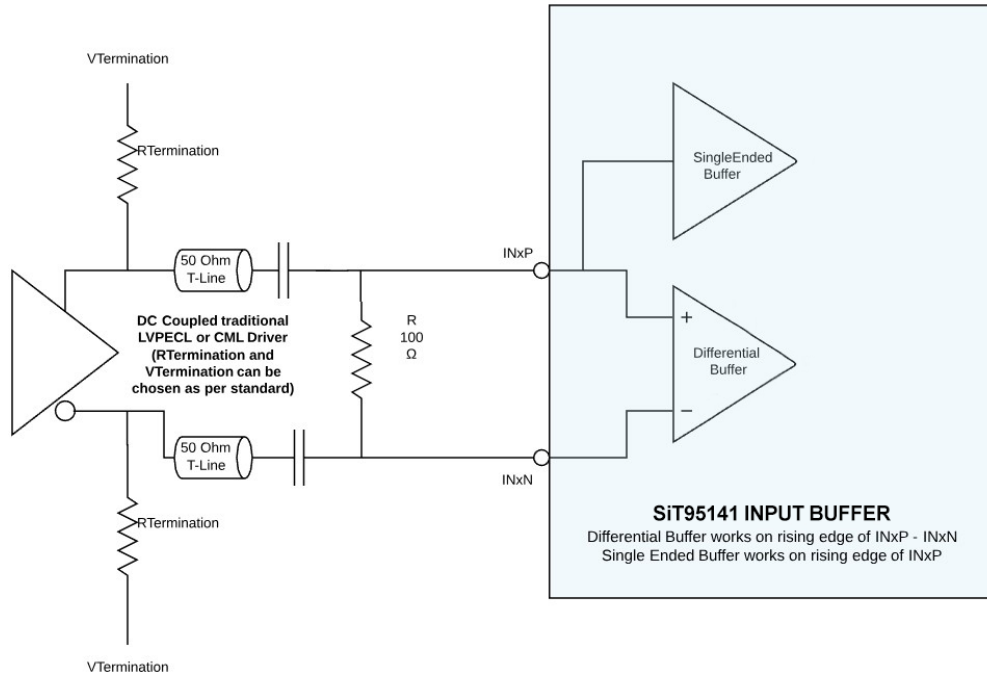 VTermination
RTermination
SingleEnded
Buffer
INxP
50 Ohm
T-Line
DC Coupled traditional
LVPECL or CML Driver
(RTermination and
VTermination can be
chosen as per standard)
R
100
Ω
+
Differential
Buffer
−
50 Ohm
T-Line
INxN
RTermination
SiT95141 INPUT BUFFER
Differential Buffer works on rising edge of INxP - INxN
Single Ended Buffer works on rising edge of INxP
VTermination